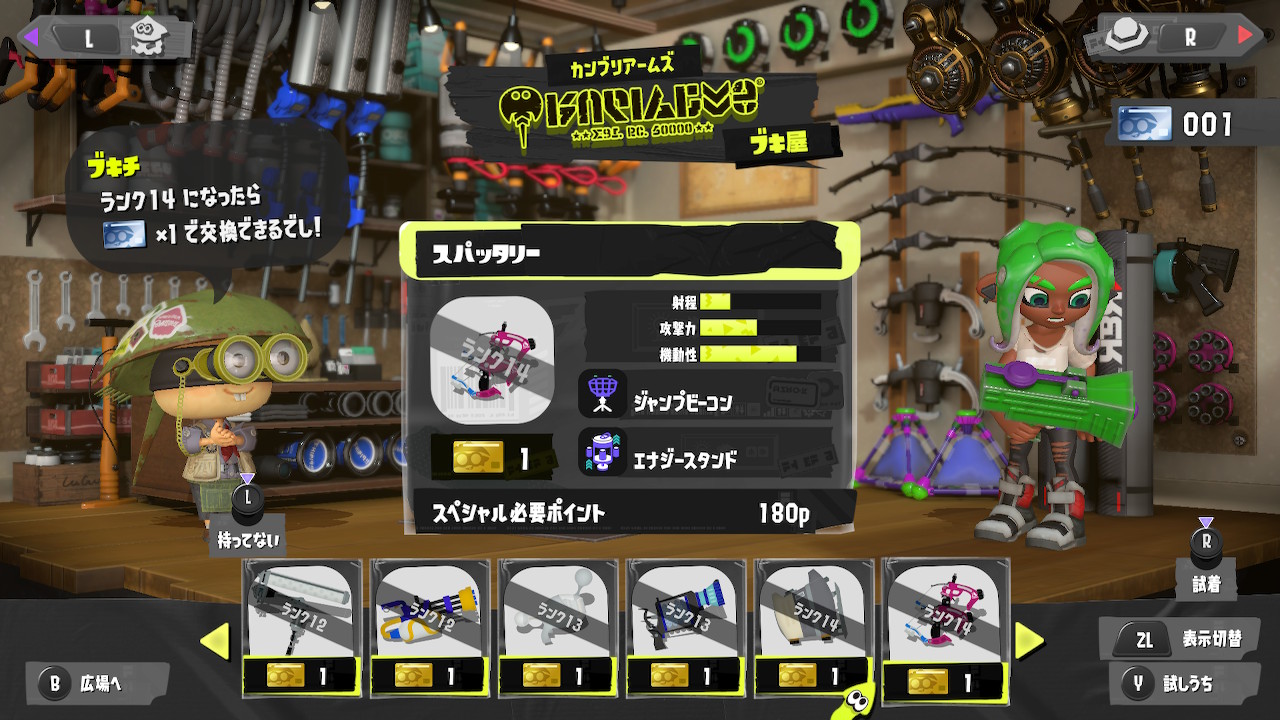 L
R
001
カンブリアームズ
ブキ屋
ブキチ
ランク14 になったら
×1 で交換できるでし!
スパッタリー
射程
攻撃力
機動性
ランク14
ジャンプビーコン
1
エナジースタンド
スペシャル必要ポイント 180p
L
持ってない
R
試着
ランク12
ランク12
ランク13
ランク13
ランク14
ランク14
1
1
1
1
1
1
B 広場へ
ZL 表示切替
Y 試しうち